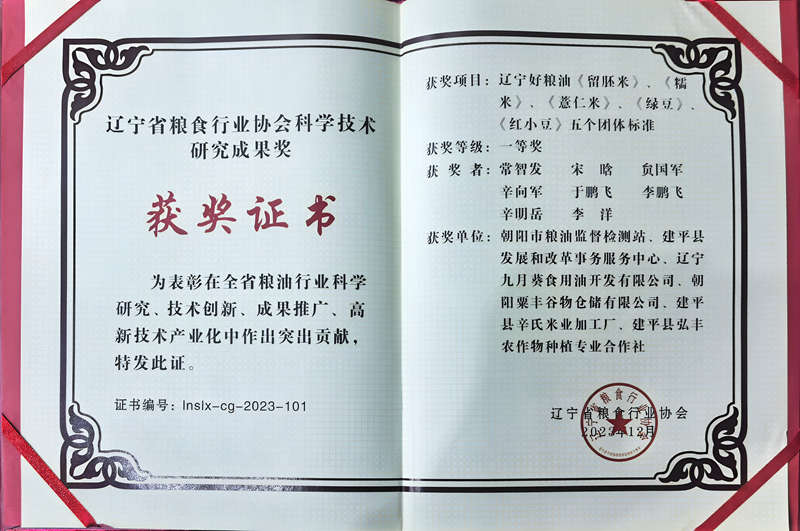 辽宁省粮食行业协会科学技术
研究成果奖
获奖证书
为表彰在全省粮油行业科学
研究、技术创新、成果推广、高
新技术产业化中作出突出贡献，
特发此证。
证书编号：lnslx-cg-2023-101
获奖项目：辽宁好粮油《留胚米》、《糯
米》、《薏仁米》、《绿豆》、
《红小豆》五个团体标准
获奖等级：一等奖
获 奖 者：常智发 宋 晗 贠国军
辛向军 于鹏飞 李鹏飞
辛明岳 李 洋
获奖单位：朝阳市粮油监督检测站、建平县
发展和改革事务服务中心、辽宁
九月葵食用油开发有限公司、朝
阳粟丰谷物仓储有限公司、建平
县辛氏米业加工厂、建平县弘丰
农作物种植专业合作社
辽宁省粮食行业协会
2023年12月
辽宁省粮食行业协会